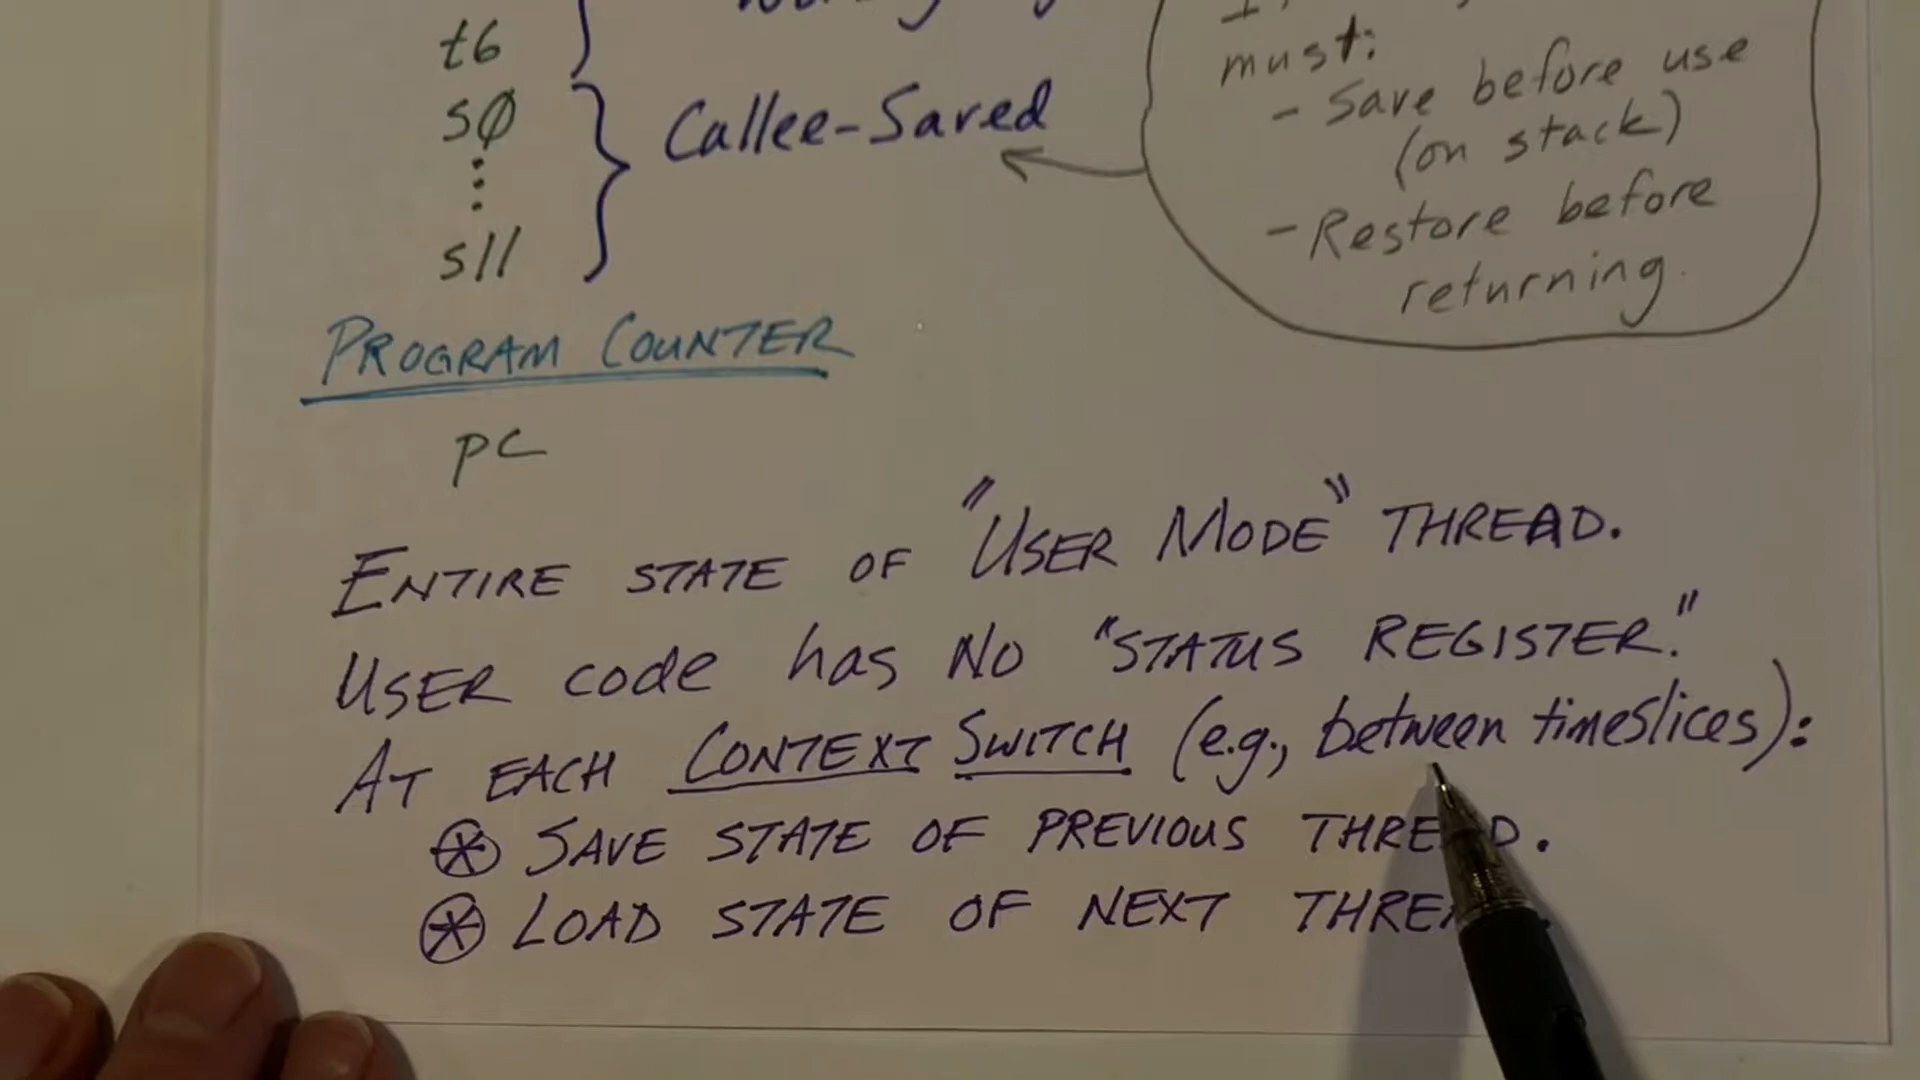 t6
s0
s11
Callee-Saved
must:
- Save before use
(on stack)
- Restore before
returning.
PROGRAM COUNTER
pc
ENTIRE STATE OF "USER MODE" THREAD.
USER code has NO "STATUS REGISTER."
AT EACH CONTEXT SWITCH (e.g., between timeslices):
⊛ SAVE STATE OF PREVIOUS THREAD.
⊛ LOAD STATE OF NEXT